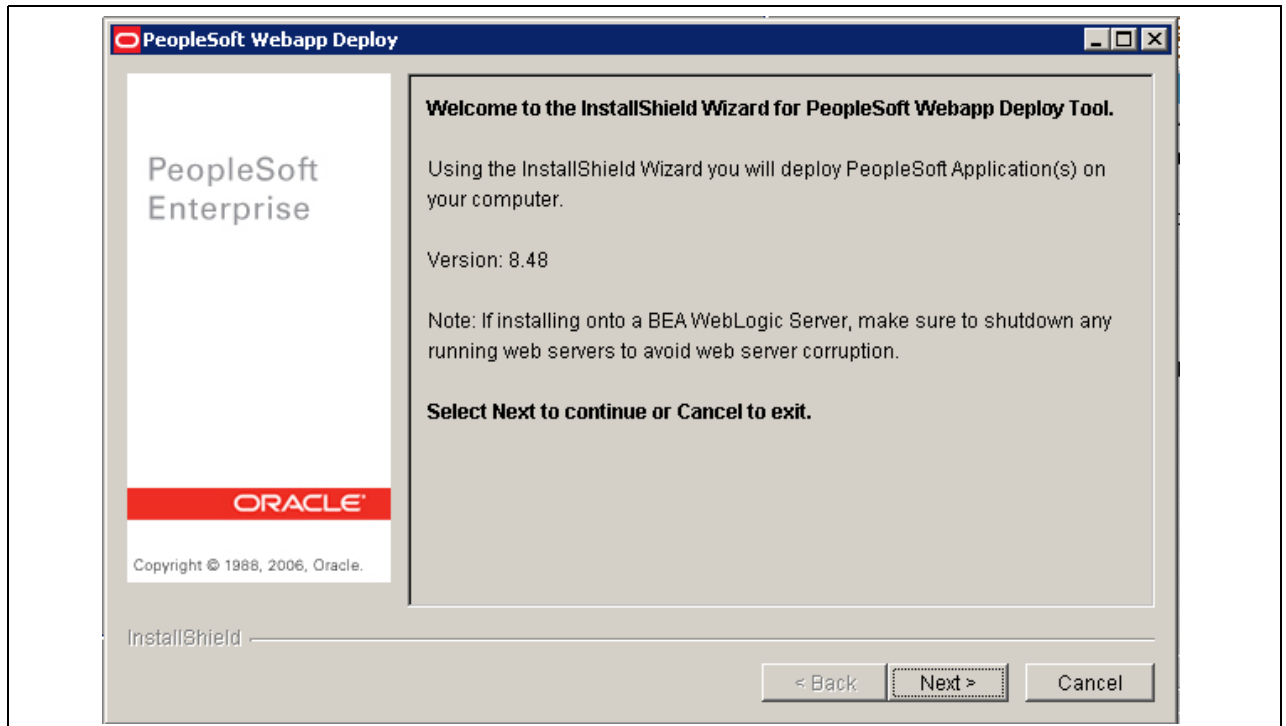 PeopleSoft Webapp Deploy
PeopleSoft
Enterprise
ORACLE
Copyright © 1988, 2006, Oracle.
Welcome to the InstallShield Wizard for PeopleSoft Webapp Deploy Tool.
Using the InstallShield Wizard you will deploy PeopleSoft Application(s) on
your computer.
Version: 8.48
Note: If installing onto a BEA WebLogic Server, make sure to shutdown any
running web servers to avoid web server corruption.
Select Next to continue or Cancel to exit.
InstallShield
< Back
Next >
Cancel